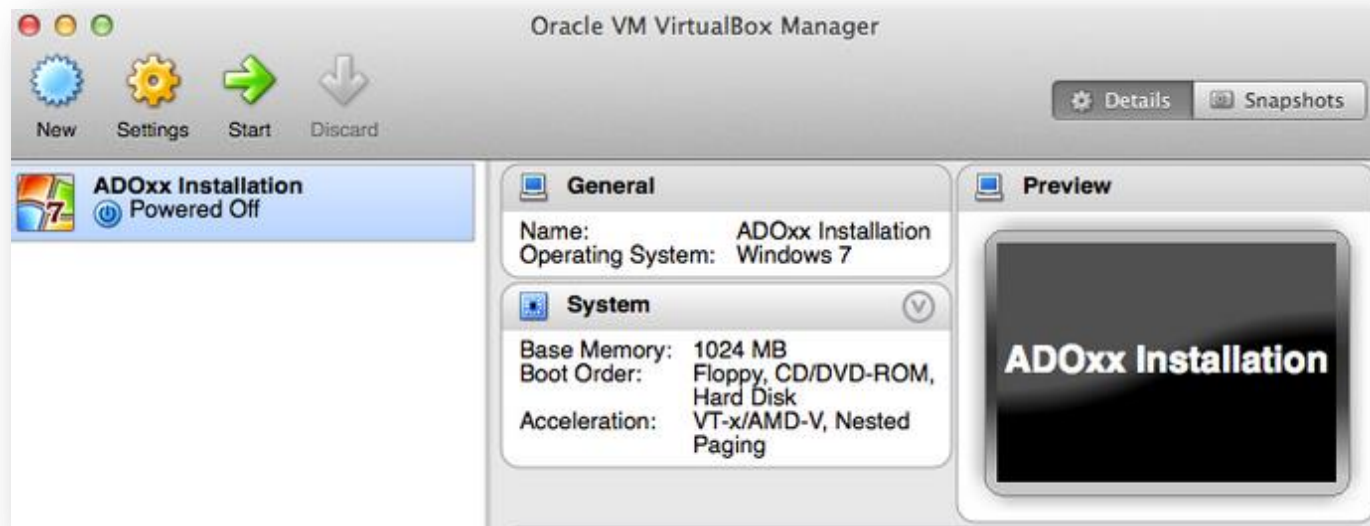 Oracle VM VirtualBox Manager
New
Settings
Start
Discard
Details
Snapshots
7
ADOxx Installation
Powered Off
General
Name: ADOxx Installation
Operating System: Windows 7
System
Base Memory: 1024 MB
Boot Order: Floppy, CD/DVD-ROM,
Hard Disk
Acceleration: VT-x/AMD-V, Nested
Paging
Preview
ADOxx Installation